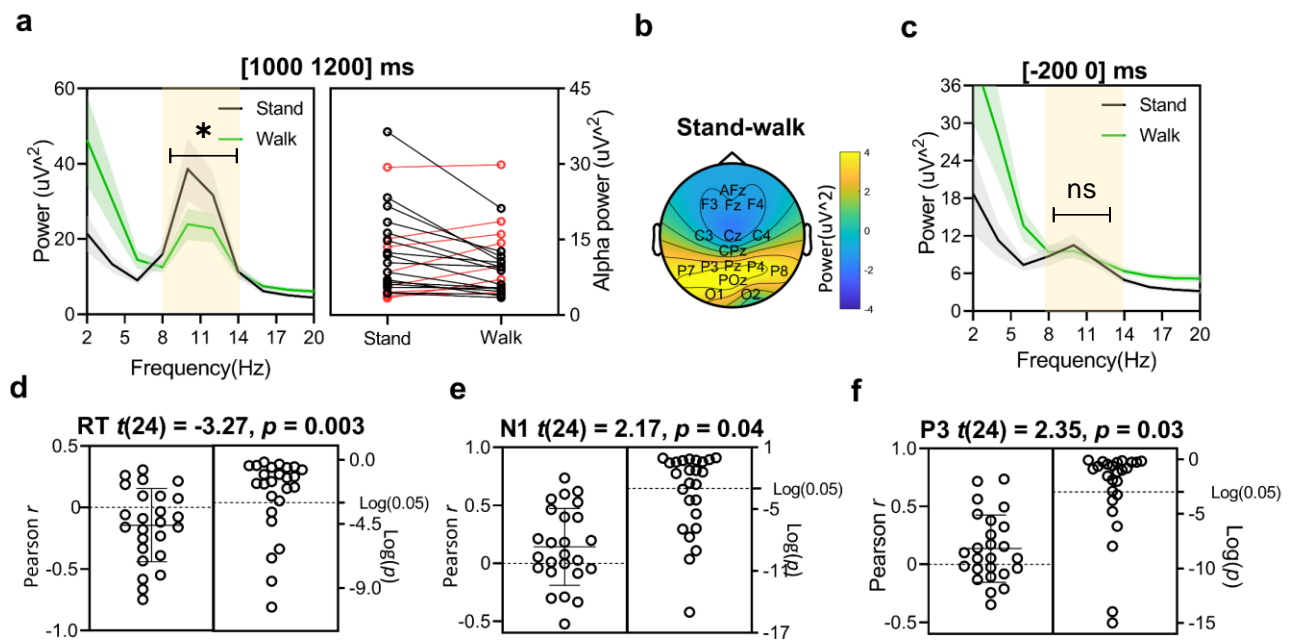 a
[1000 1200] ms
60
40
20
0
Power (uV^2)
Stand
Walk
*
2 5 8 11 14 17 20
Frequency(Hz)
45
30
15
0
Alpha power (uV^2)
Stand Walk
b
Stand-walk
AFz
F3 Fz F4
C3 Cz C4
CPz
P7 P3 Pz P4 P8
POz
O1 O2
4
2
0
-2
-4
Power(uV^2)
c
[-200 0] ms
36
30
24
18
12
6
0
Power (uV^2)
Stand
Walk
ns
2 5 8 11 14 17 20
Frequency(Hz)
d
RT t(24) = -3.27, p = 0.003
0.5
0
-0.5
-1.0
Pearson r
0.0
Log(0.05)
-4.5
-9.0
Log(p)
e
N1 t(24) = 2.17, p = 0.04
1.0
0.5
0
-0.5
Pearson r
1
Log(0.05)
-5
-11
-17
Log(p)
f
P3 t(24) = 2.35, p = 0.03
1.0
0.5
0
-0.5
Pearson r
0
Log(0.05)
-5
-10
-15
Log(p)